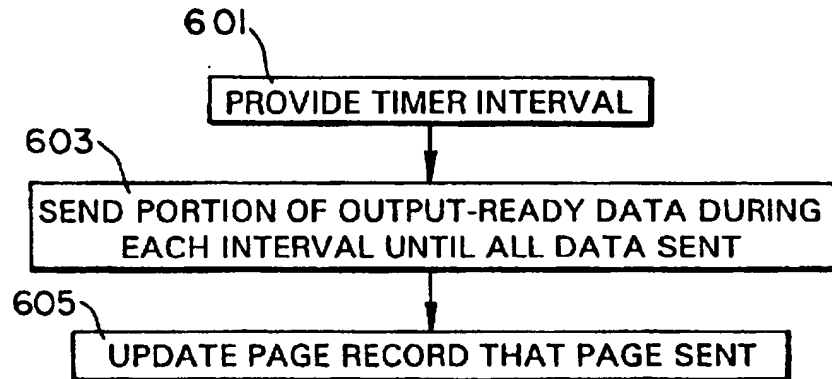 601
PROVIDE TIMER INTERVAL
603
SEND PORTION OF OUTPUT-READY DATA DURING
EACH INTERVAL UNTIL ALL DATA SENT
605
UPDATE PAGE RECORD THAT PAGE SENT